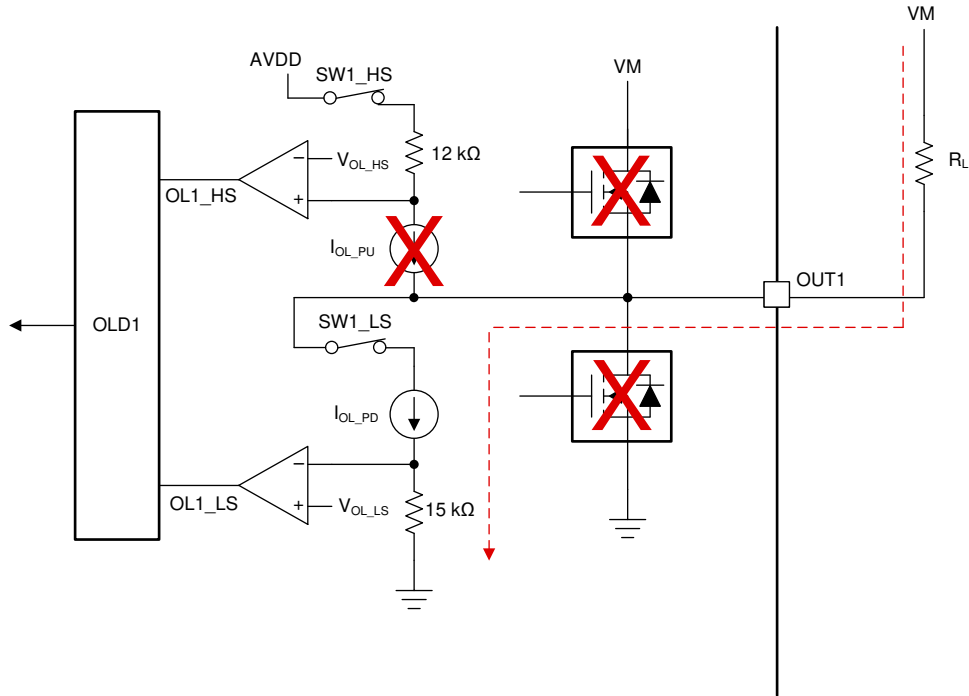 VM
AVDD
SW1_HS
VM
12 kΩ
V_OL_HS
−
+
R_L
OL1_HS
I_OL_PU
OUT1
OLD1
SW1_LS
I_OL_PD
−
+
OL1_LS
V_OL_LS
15 kΩ